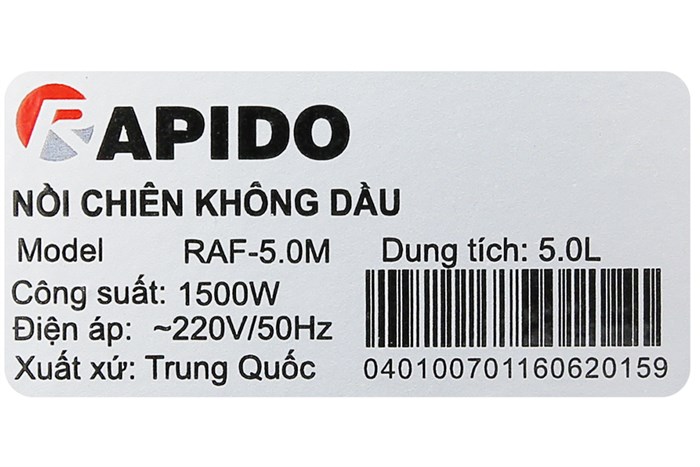 RAPIDO
NỒI CHIÊN KHÔNG DẦU
Model RAF-5.0M Dung tích: 5.0L
Công suất: 1500W
Điện áp: ~220V/50Hz
Xuất xứ: Trung Quốc 040100701160620159